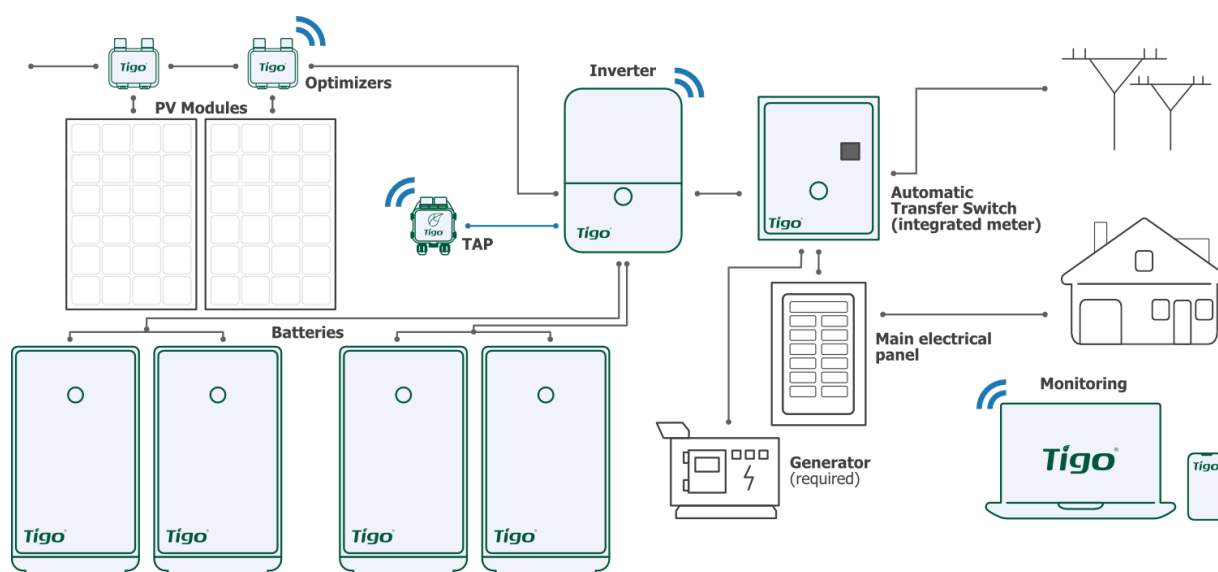 Tigo
Tigo
Optimizers
PV Modules
Inverter
Tigo
Tigo
TAP
Tigo
Automatic
Transfer Switch
(integrated meter)
Batteries
Main electrical
panel
Monitoring
Generator
(required)
Tigo
Tigo
Tigo
Tigo
Tigo
Tigo